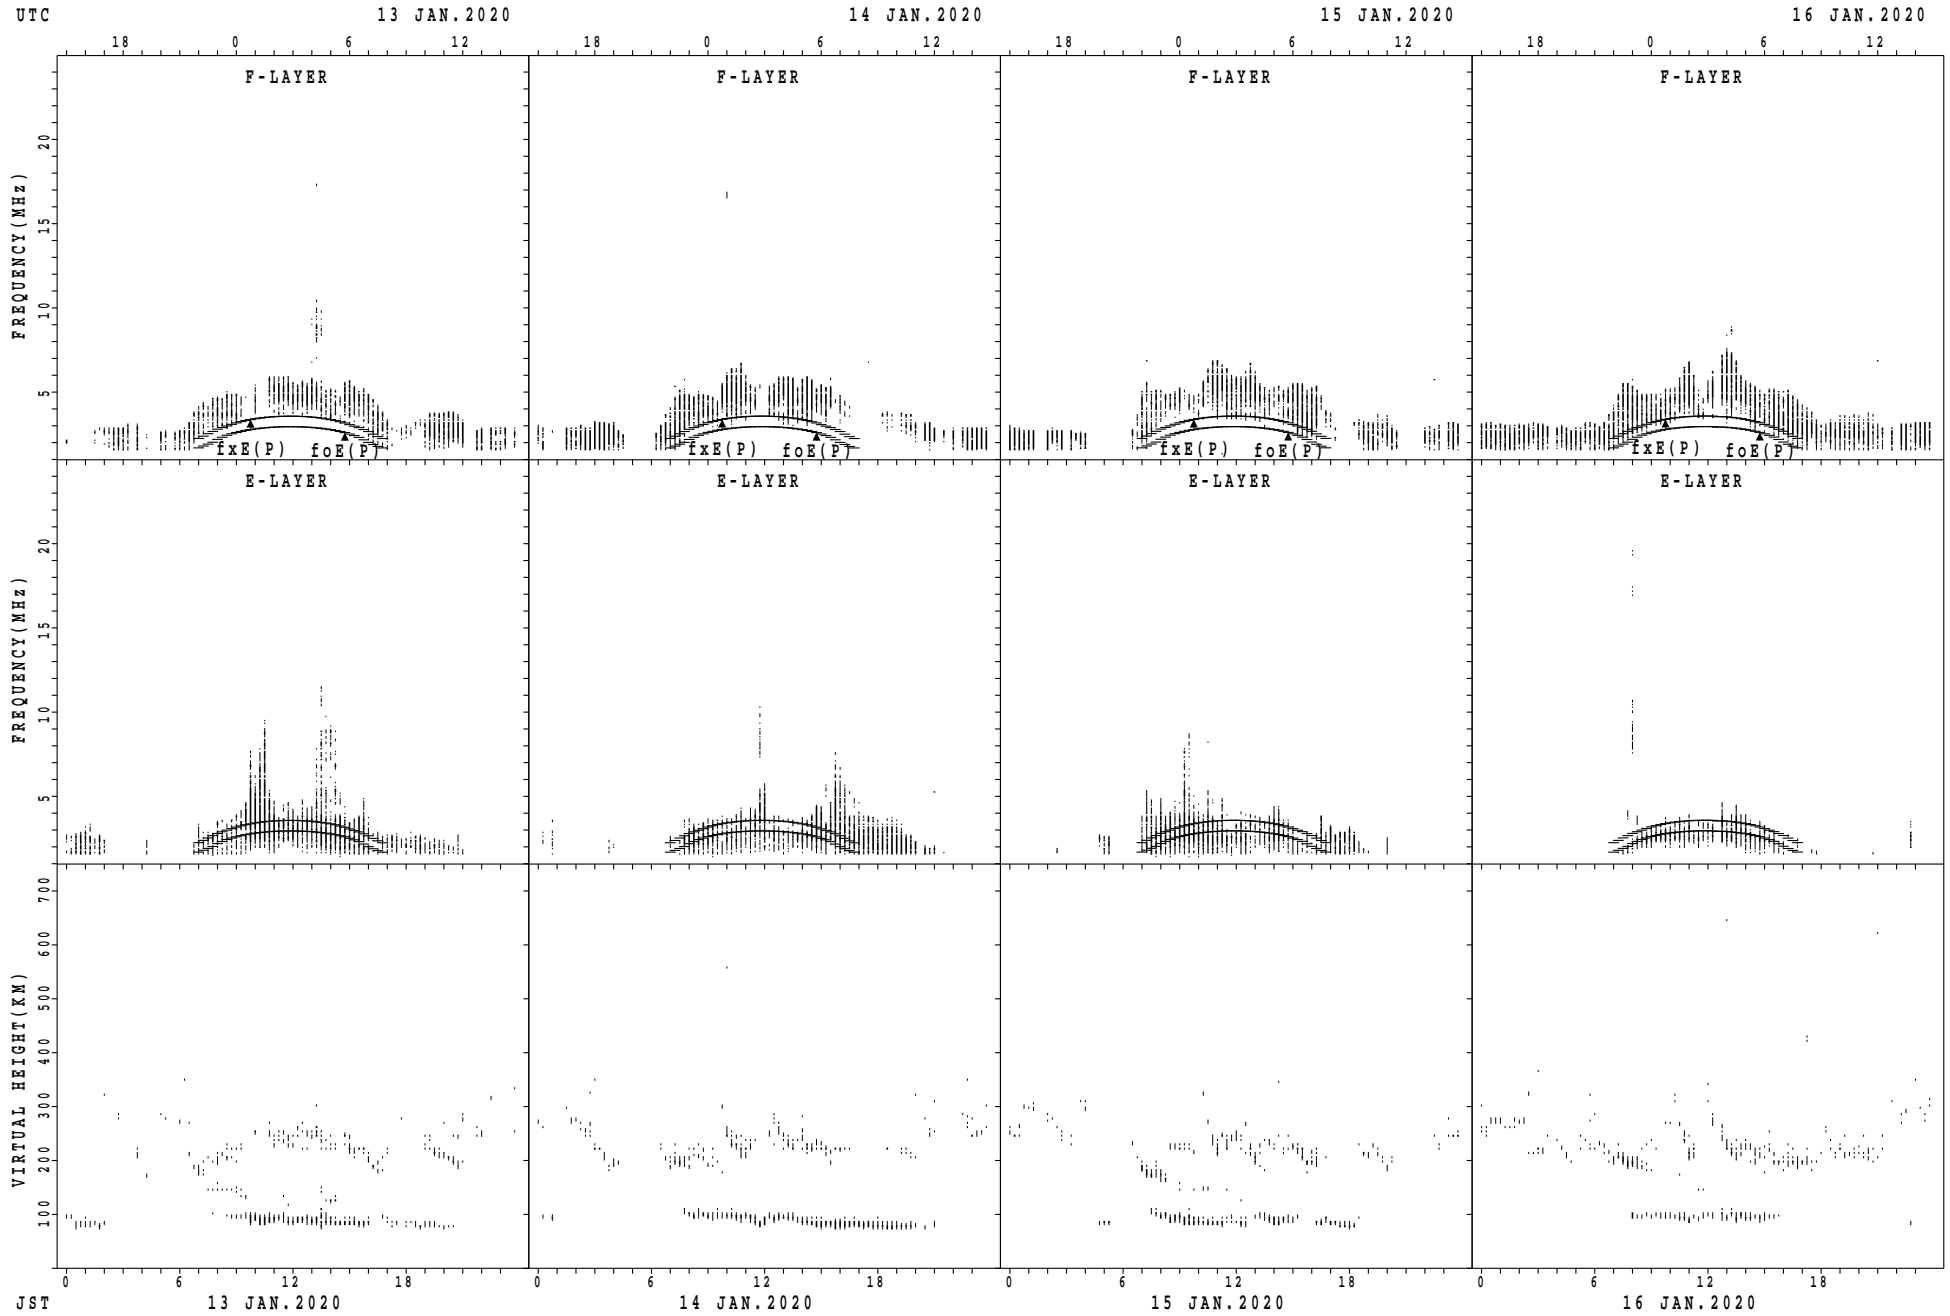 UTC 13 JAN.2020 14 JAN.2020 15 JAN.2020 16 JAN.2020
18 0 6 12 18 0 6 12 18 0 6 12 18 0 6 12
F-LAYER F-LAYER F-LAYER F-LAYER
FREQUENCY(MHz)
5 10 15 20
fxE(P) foE(P) fxE(P) foE(P) fxE(P) foE(P) fxE(P) foE(P)
E-LAYER E-LAYER E-LAYER E-LAYER
FREQUENCY(MHz)
5 10 15 20
VIRTUAL HEIGHT(KM)
100 200 300 400 500 600 700
0 6 12 18 0 6 12 18 0 6 12 18 0 6 12 18
JST 13 JAN.2020 14 JAN.2020 15 JAN.2020 16 JAN.2020